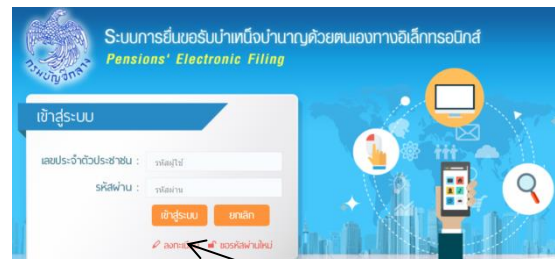 ระบบการยื่นขอรับบำเหน็จบำนาญด้วยตนเองทางอิเล็กทรอนิกส์
Pensions' Electronic Filing
กรมบัญชีกลาง
เข้าสู่ระบบ
เลขประจำตัวประชาชน : รหัสผู้ใช้
รหัสผ่าน : รหัสผ่าน
เข้าสู่ระบบ ยกเลิก
ขอรหัสผ่านใหม่